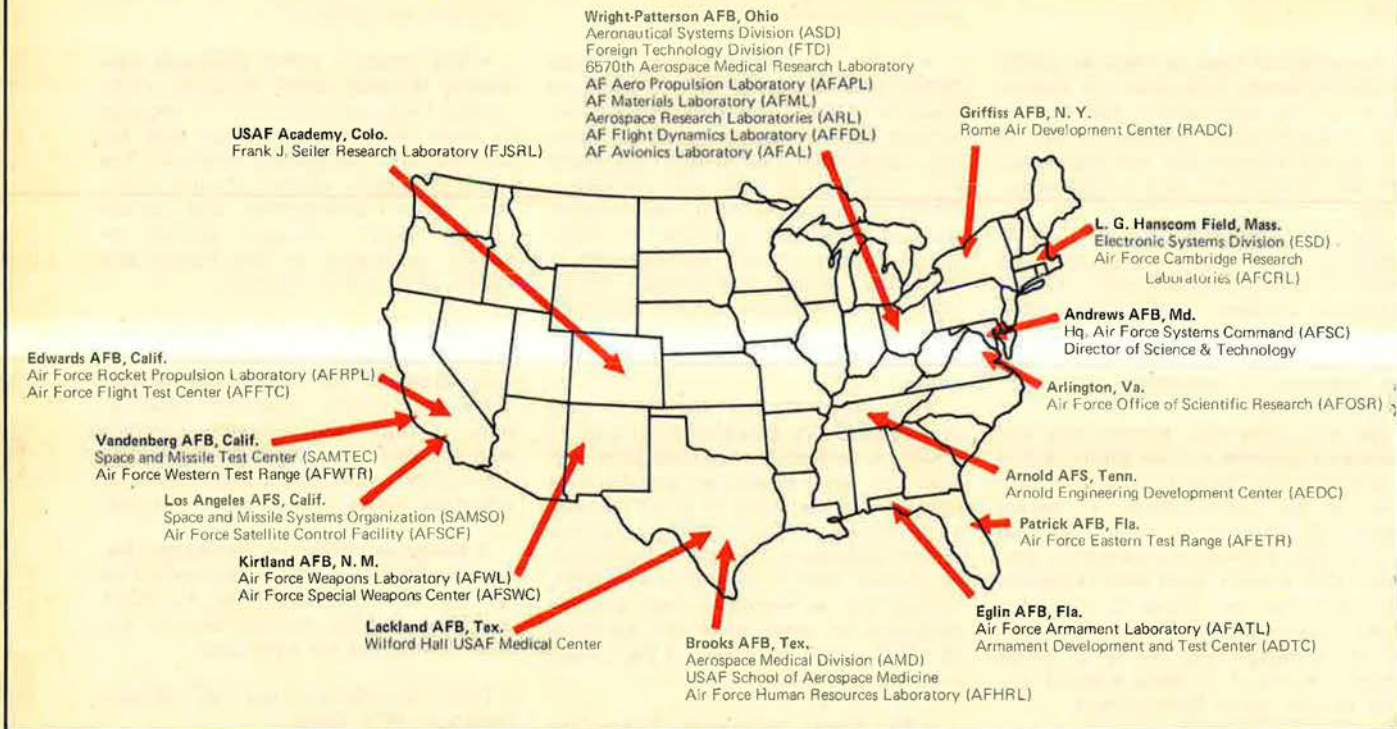 Wright-Patterson AFB, Ohio
Aeronautical Systems Division (ASD)
Foreign Technology Division (FTD)
6570th Aerospace Medical Research Laboratory
AF Aero Propulsion Laboratory (AFAPL)
AF Materials Laboratory (AFML)
Aerospace Research Laboratories (ARL)
AF Flight Dynamics Laboratory (AFFDL)
AF Avionics Laboratory (AFAL)
Griffiss AFB, N. Y.
Rome Air Development Center (RADC)
USAF Academy, Colo.
Frank J. Seiler Research Laboratory (FJSRL)
L. G. Hanscom Field, Mass.
Electronic Systems Division (ESD)
Air Force Cambridge Research
Laboratories (AFCRL)
Andrews AFB, Md.
Hq. Air Force Systems Command (AFSC)
Director of Science & Technology
Edwards AFB, Calif.
Air Force Rocket Propulsion Laboratory (AFRPL)
Air Force Flight Test Center (AFFTC)
Arlington, Va.
Air Force Office of Scientific Research (AFOSR)
Vandenberg AFB, Calif.
Space and Missile Test Center (SAMTEC)
Air Force Western Test Range (AFWTR)
Arnold AFS, Tenn.
Arnold Engineering Development Center (AEDC)
Los Angeles AFS, Calif.
Space and Missile Systems Organization (SAMSO)
Air Force Satellite Control Facility (AFSCF)
Patrick AFB, Fla.
Air Force Eastern Test Range (AFETR)
Kirtland AFB, N. M.
Air Force Weapons Laboratory (AFWL)
Air Force Special Weapons Center (AFSWC)
Eglin AFB, Fla.
Air Force Armament Laboratory (AFATL)
Armament Development and Test Center (ADTC)
Lackland AFB, Tex.
Wilford Hall USAF Medical Center
Brooks AFB, Tex.
Aerospace Medical Division (AMD)
USAF School of Aerospace Medicine
Air Force Human Resources Laboratory (AFHRL)